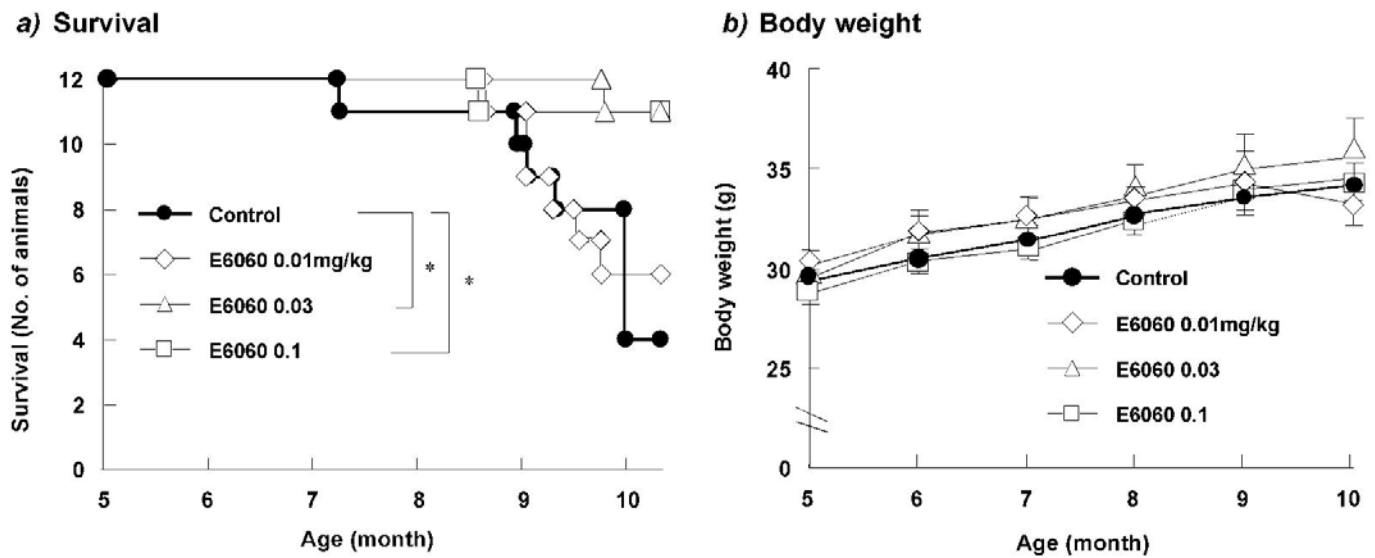 a) Survival
Survival (No. of animals)
12
10
8
6
4
2
0
Control
E6060 0.01mg/kg
E6060 0.03
E6060 0.1
*
*
5 6 7 8 9 10
Age (month)
b) Body weight
Body weight (g)
40
35
30
25
0
Control
E6060 0.01mg/kg
E6060 0.03
E6060 0.1
5 6 7 8 9 10
Age (month)